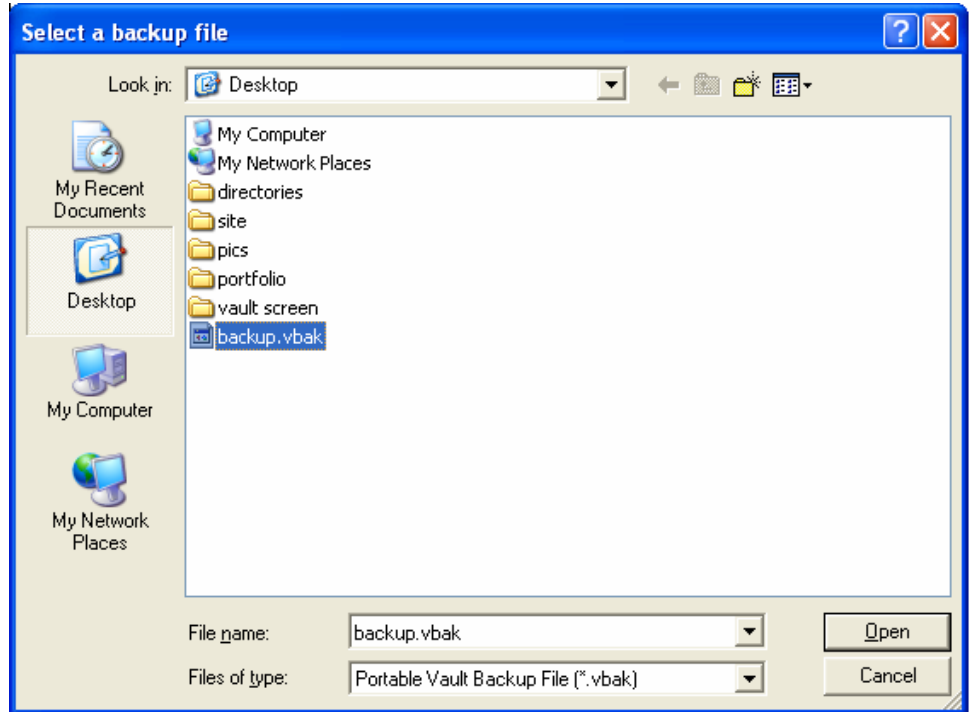 Select a backup file
Look in: Desktop
My Computer
My Network Places
directories
site
pics
portfolio
vault screen
backup.vbak
My Recent
Documents
Desktop
My Computer
My Network
Places
File name: backup.vbak Open
Files of type: Portable Vault Backup File (*.vbak) Cancel